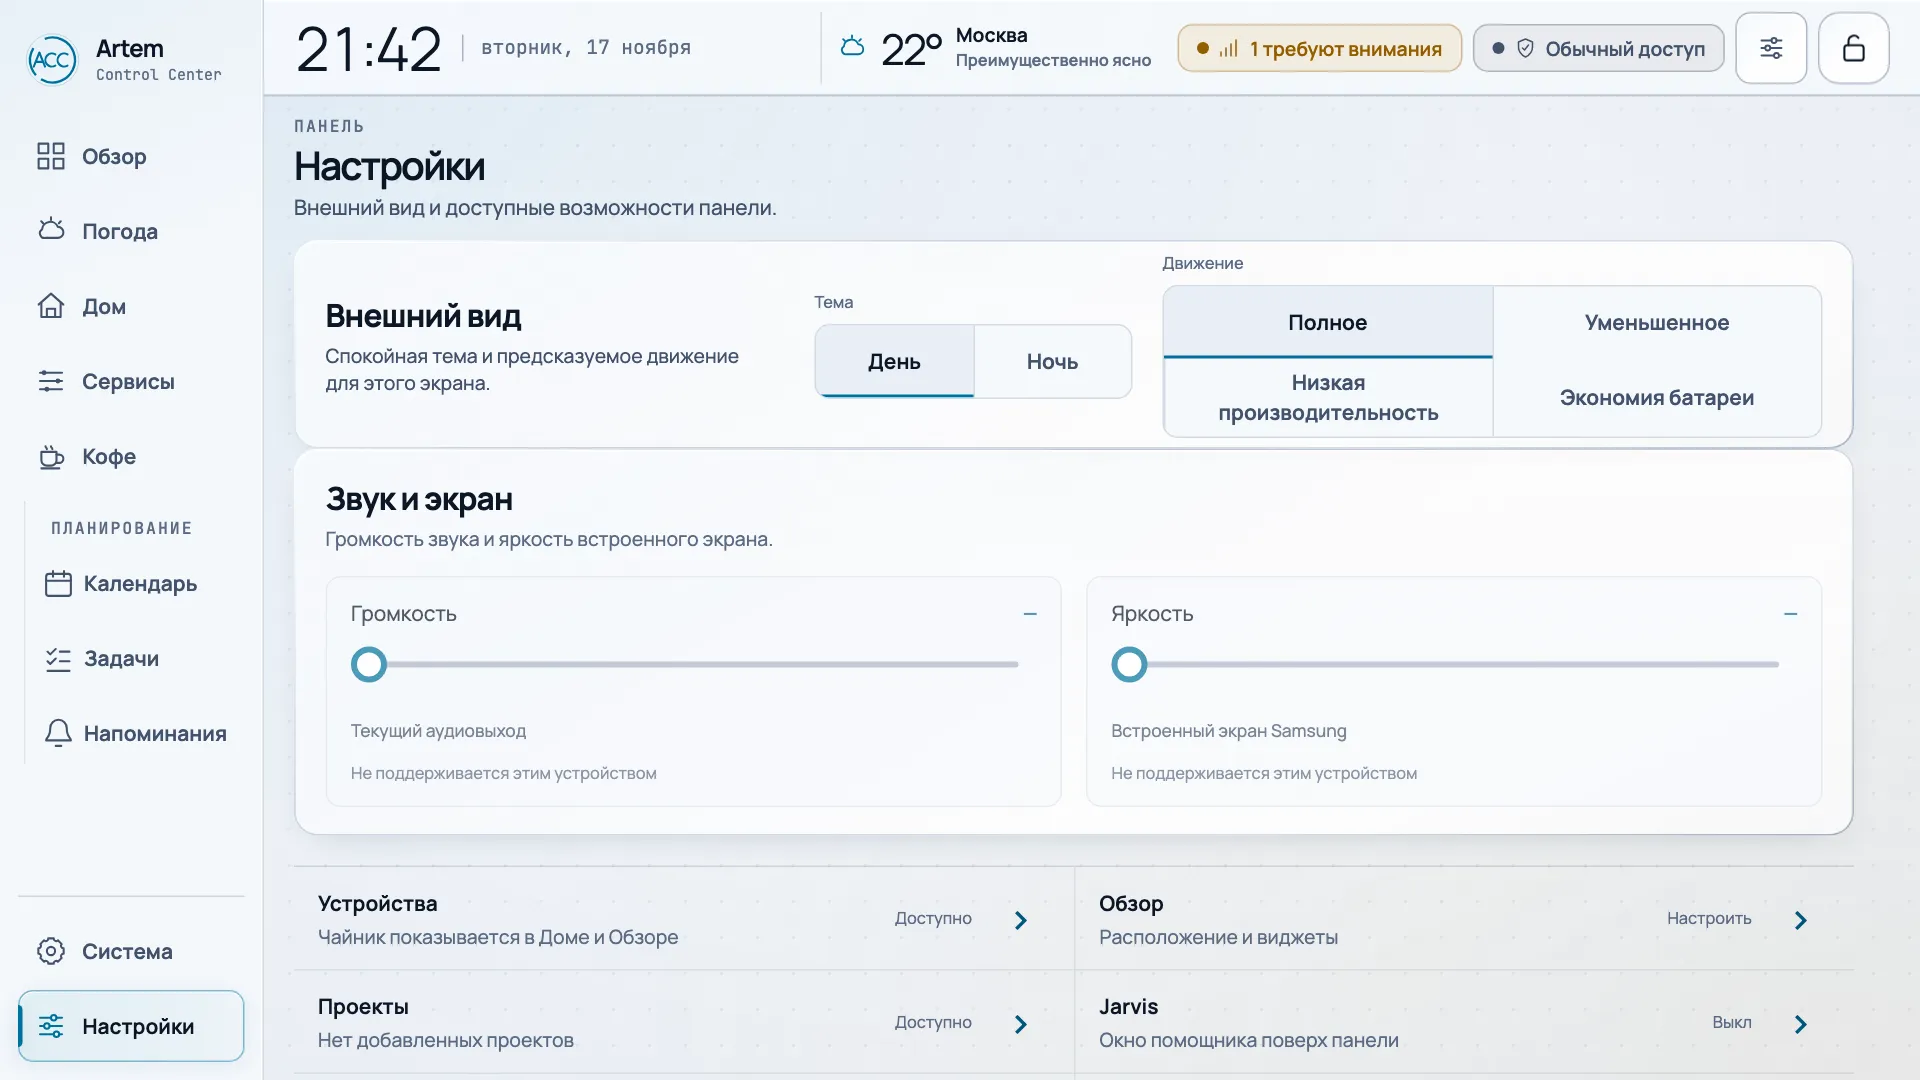 ACC
Artem
Control Center
Обзор
Погода
Дом
Сервисы
Кофе
ПЛАНИРОВАНИЕ
Календарь
Задачи
Напоминания
Система
Настройки
21:42
вторник, 17 ноября
22°
Москва
Преимущественно ясно
1 требуют внимания
Обычный доступ
ПАНЕЛЬ
Настройки
Внешний вид и доступные возможности панели.
Внешний вид
Спокойная тема и предсказуемое движение
для этого экрана.
Тема
День
Ночь
Движение
Полное
Уменьшенное
Низкая
производительность
Экономия батареи
Звук и экран
Громкость звука и яркость встроенного экрана.
Громкость
–
Текущий аудиовыход
Не поддерживается этим устройством
Яркость
–
Встроенный экран Samsung
Не поддерживается этим устройством
Устройства
Чайник показывается в Доме и Обзоре
Доступно
Обзор
Расположение и виджеты
Настроить
Проекты
Нет добавленных проектов
Доступно
Jarvis
Окно помощника поверх панели
Выкл